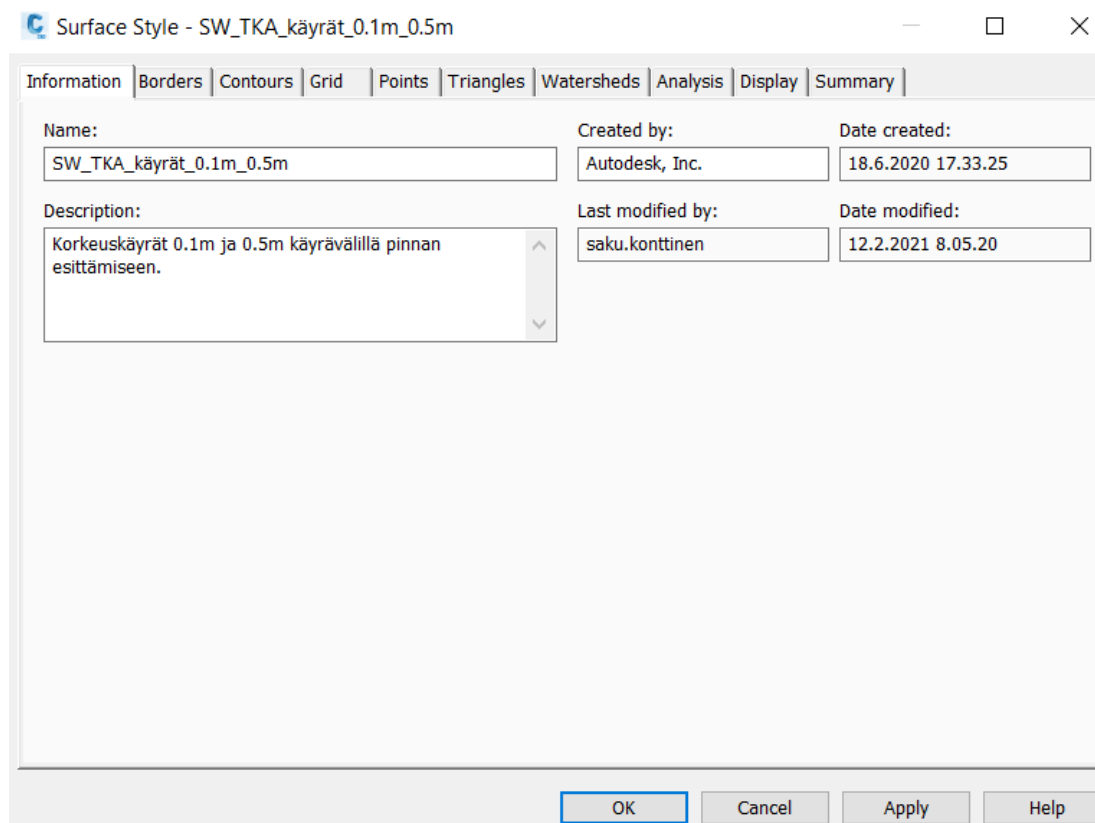 Surface Style - SW_TKA_käyrät_0.1m_0.5m
Information Borders Contours Grid Points Triangles Watersheds Analysis Display Summary
Name: Created by: Date created:
SW_TKA_käyrät_0.1m_0.5m Autodesk, Inc. 18.6.2020 17.33.25
Description: Last modified by: Date modified:
Korkeuskäyrät 0.1m ja 0.5m käyrävälillä pinnan saku.konttinen 12.2.2021 8.05.20
esittämiseen.
OK Cancel Apply Help